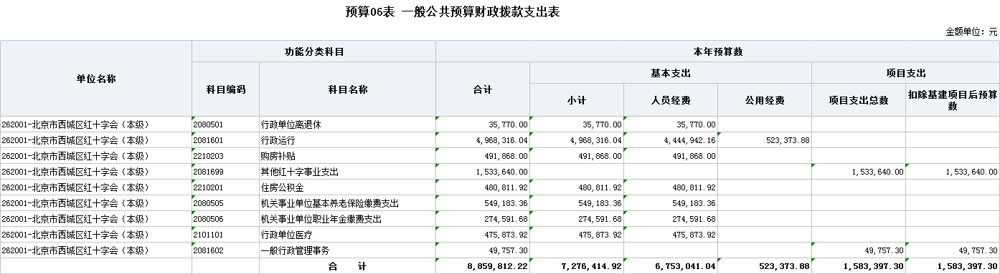 预算06表 一般公共预算财政拨款支出表
金额单位：元
单位名称 功能分类科目 本年预算数
科目编码 科目名称 合计 基本支出 项目支出
小计 人员经费 公用经费 项目支出总数 扣除基建项目后预算数
262001-北京市西城区红十字会（本级） 2080501 行政单位离退休 35,770.00 35,770.00 35,770.00
262001-北京市西城区红十字会（本级） 2081601 行政运行 4,968,316.04 4,968,316.04 4,444,942.16 523,373.88
262001-北京市西城区红十字会（本级） 2210203 购房补贴 491,868.00 491,868.00 491,868.00
262001-北京市西城区红十字会（本级） 2081699 其他红十字事业支出 1,533,640.00 1,533,640.00 1,533,640.00
262001-北京市西城区红十字会（本级） 2210201 住房公积金 480,811.92 480,811.92 480,811.92
262001-北京市西城区红十字会（本级） 2080505 机关事业单位基本养老保险缴费支出 549,183.36 549,183.36 549,183.36
262001-北京市西城区红十字会（本级） 2080506 机关事业单位职业年金缴费支出 274,591.68 274,591.68 274,591.68
262001-北京市西城区红十字会（本级） 2101101 行政单位医疗 475,873.92 475,873.92 475,873.92
262001-北京市西城区红十字会（本级） 2081602 一般行政管理事务 49,757.30 49,757.30 49,757.30
合 计 8,859,812.22 7,276,414.92 6,753,041.04 523,373.88 1,583,397.30 1,583,397.30